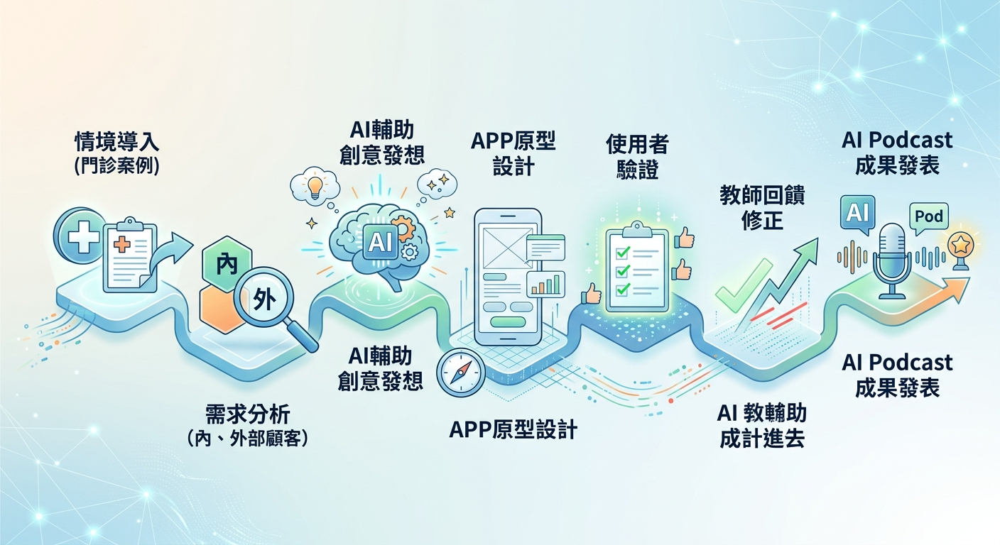 情境導入
(門診案例)
內
外
需求分析
(內、外部顧客)
AI輔助
創意發想
AI
AI輔助
創意發想
APP原型
設計
APP原型設計
使用者
驗證
教師回饋
修正
AI 教輔助
成計進去
AI Podcast
成果發表
AI
Pod
AI Podcast
成果發表